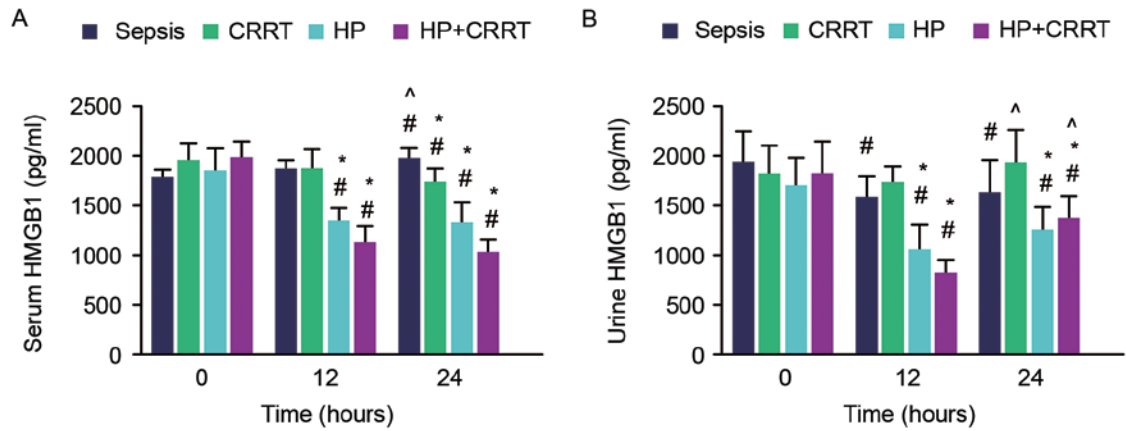 A
Sepsis CRRT HP HP+CRRT
Serum HMGB1 (pg/ml)
2500
2000
1500
1000
500
0
* # * #
^ # * # * # * #
0 12 24
Time (hours)
B
Sepsis CRRT HP HP+CRRT
Urine HMGB1 (pg/ml)
2500
2000
1500
1000
500
0
# * # * #
# ^ * # ^ * #
0 12 24
Time (hours)